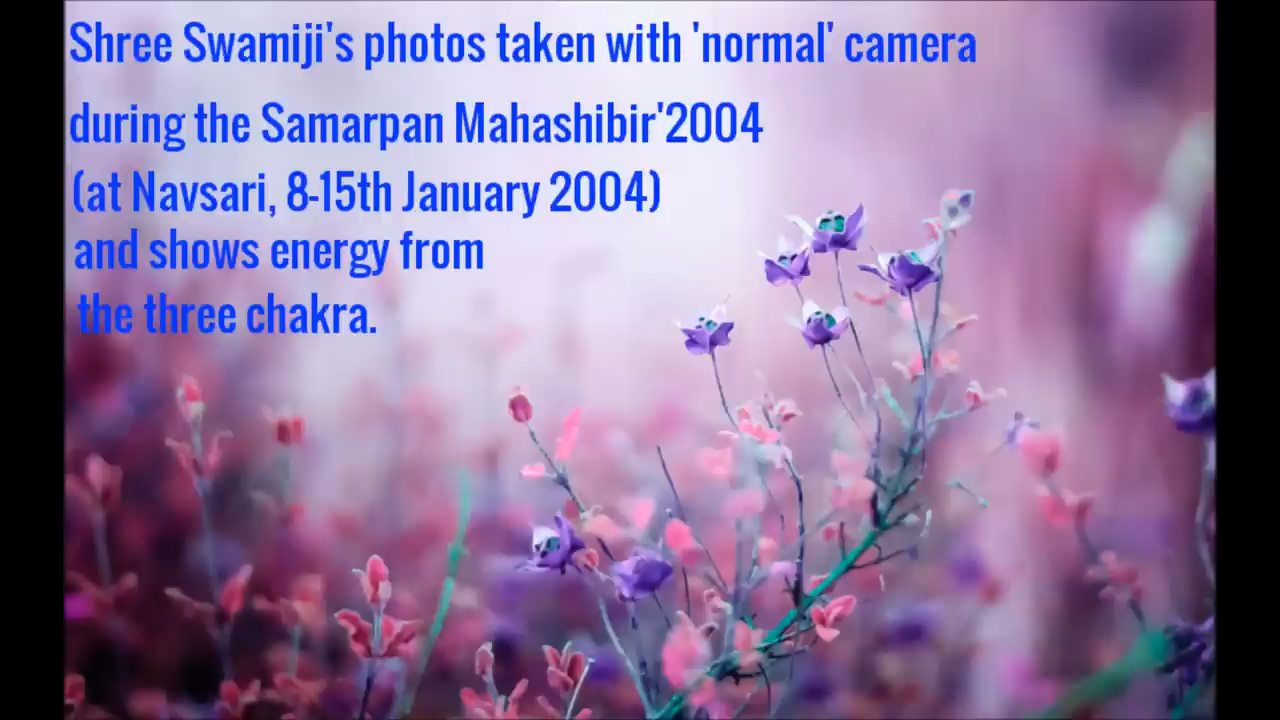 Shree Swamiji's photos taken with 'normal' camera
during the Samarpan Mahashibir'2004
(at Navsari, 8-15th January 2004)
and shows energy from
the three chakra.